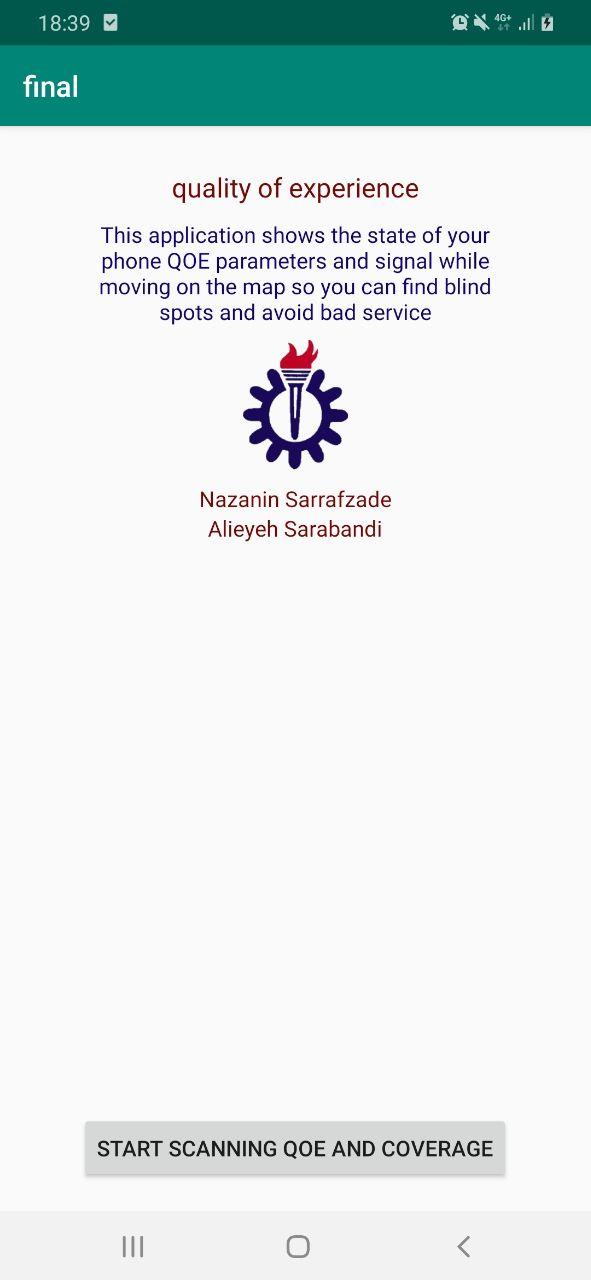 18:39
4G+
final
quality of experience
This application shows the state of your
phone QOE parameters and signal while
moving on the map so you can find blind
spots and avoid bad service
Nazanin Sarrafzade
Alieyeh Sarabandi
START SCANNING QOE AND COVERAGE